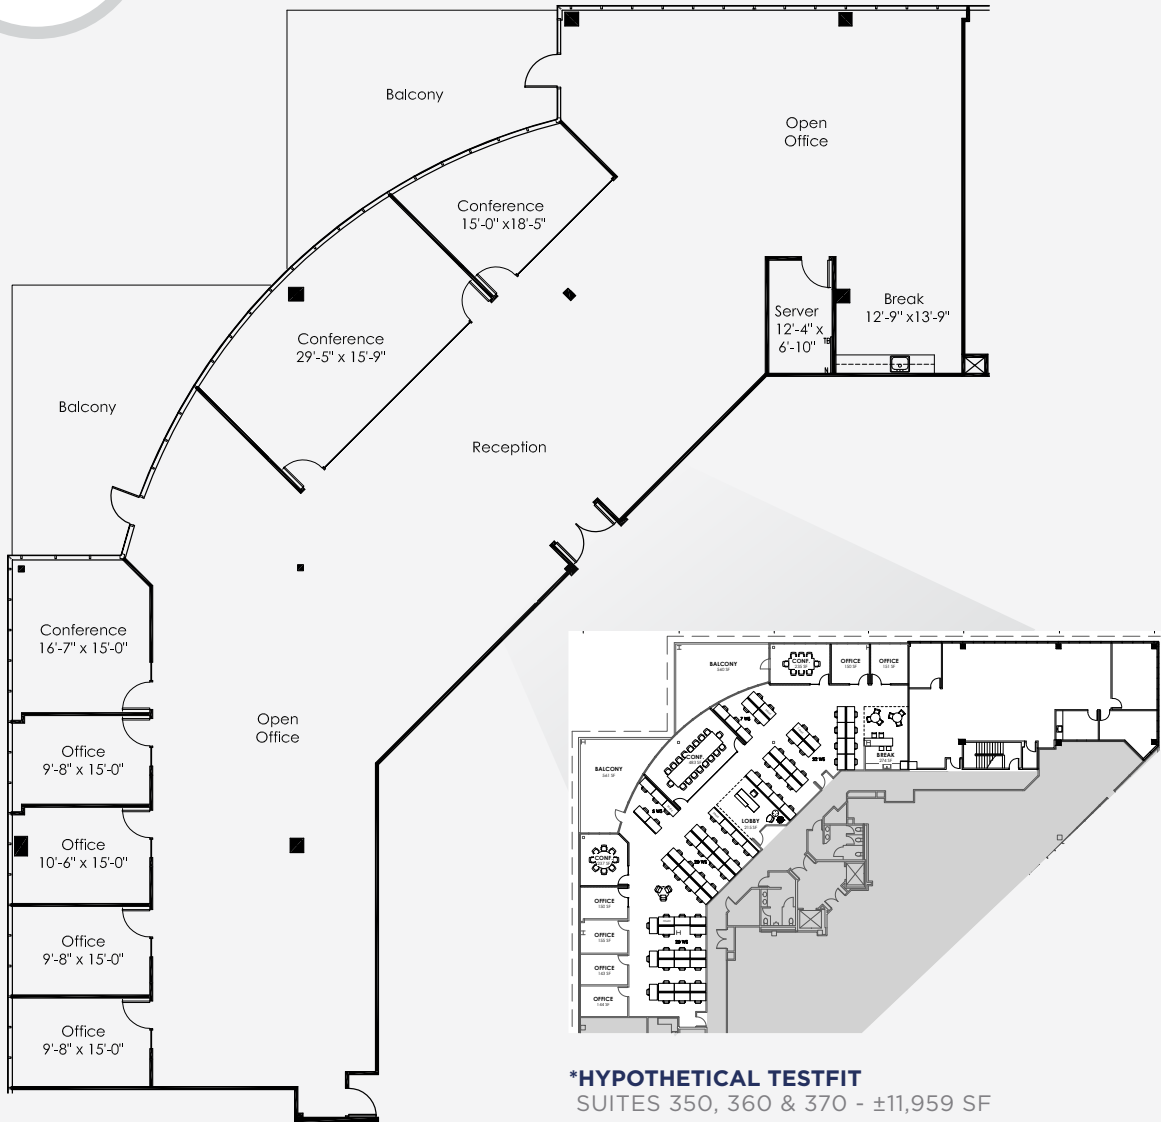 Balcony
Open
Office
Conference
15'-0" x18'-5"
Break
12'-9" x13'-9"
Server
12'-4" x
6'-10"
TB
N
Conference
29'-5" x 15'-9"
Balcony
Reception
Conference
16'-7" x 15'-0"
Open
Office
Office
9'-8" x 15'-0"
Office
10'-6" x 15'-0"
Office
9'-8" x 15'-0"
Office
9'-8" x 15'-0"
BALCONY
CONF.
OFFICE
OFFICE
BREAK
CONF.
BALCONY
LOBBY
CONF.
OFFICE
OFFICE
OFFICE
OFFICE
*HYPOTHETICAL TESTFIT
SUITES 350, 360 & 370 - ±11,959 SF